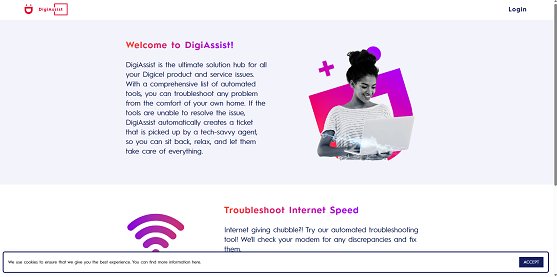 DigiAssist
Login
Welcome to DigiAssist!
DigiAssist is the ultimate solution hub for all
your Digicel product and service issues.
With a comprehensive list of automated
tools, you can troubleshoot any problem
from the comfort of your own home. If the
tools are unable to resolve the issue,
DigiAssist automatically creates a ticket
that is picked up by a tech-savvy agent,
so you can sit back, relax, and let them
take care of everything.
Troubleshoot Internet Speed
Internet giving chubble?! Try our automated troubleshooting
tool! We'll check your modem for any discrepancies and fix
them.
We use cookies to ensure that we give you the best experience. You can find more information here.
ACCEPT